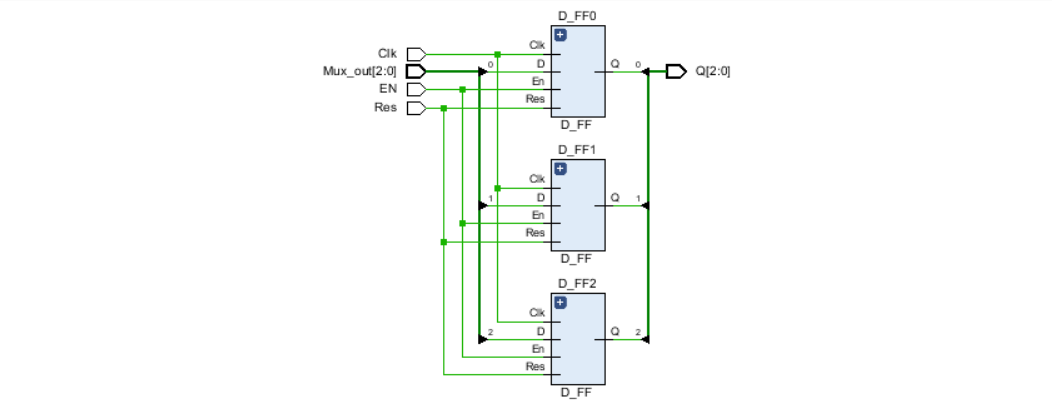 D_FF0
Clk
Mux_out[2:0]
EN
Res
Clk
D
En
Res
0
Q
0
Q[2:0]
D_FF
D_FF1
Clk
D
En
Res
1
Q
1
D_FF
D_FF2
Clk
D
En
Res
2
Q
2
D_FF